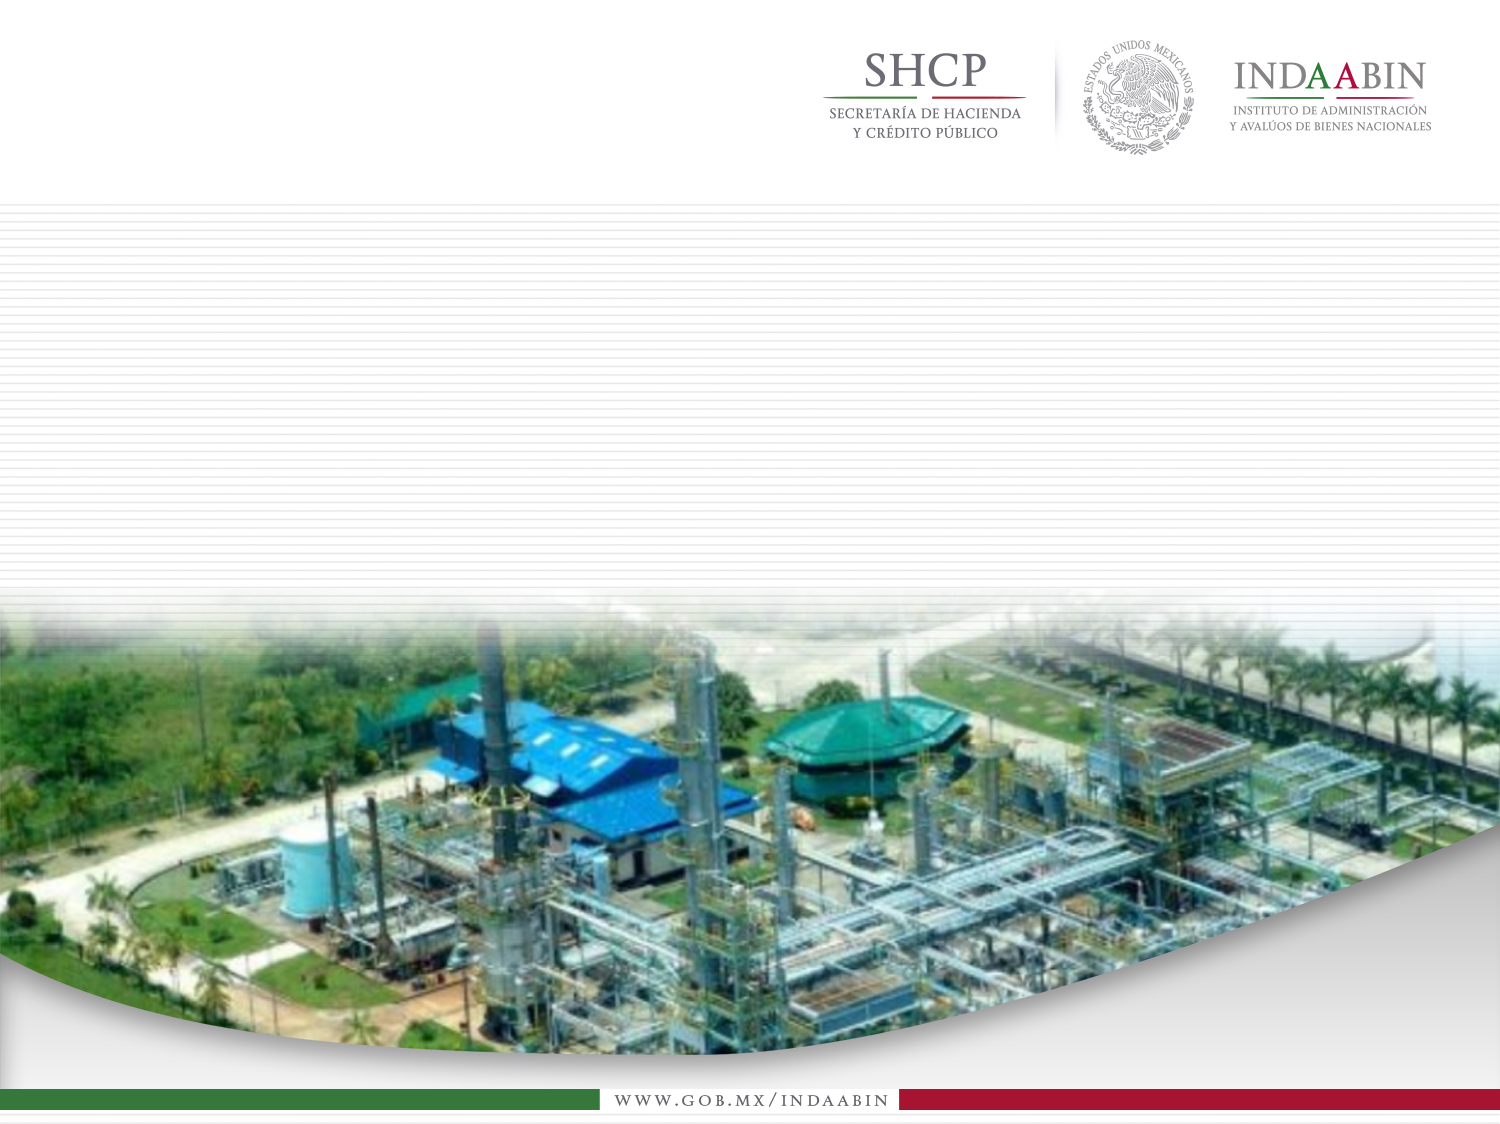 SHCP
SECRETARÍA DE HACIENDA
Y CRÉDITO PÚBLICO
ESTADOS UNIDOS MEXICANOS
INDAABIN
INSTITUTO DE ADMINISTRACIÓN
Y AVALÚOS DE BIENES NACIONALES
WWW.GOB.MX/INDAABIN